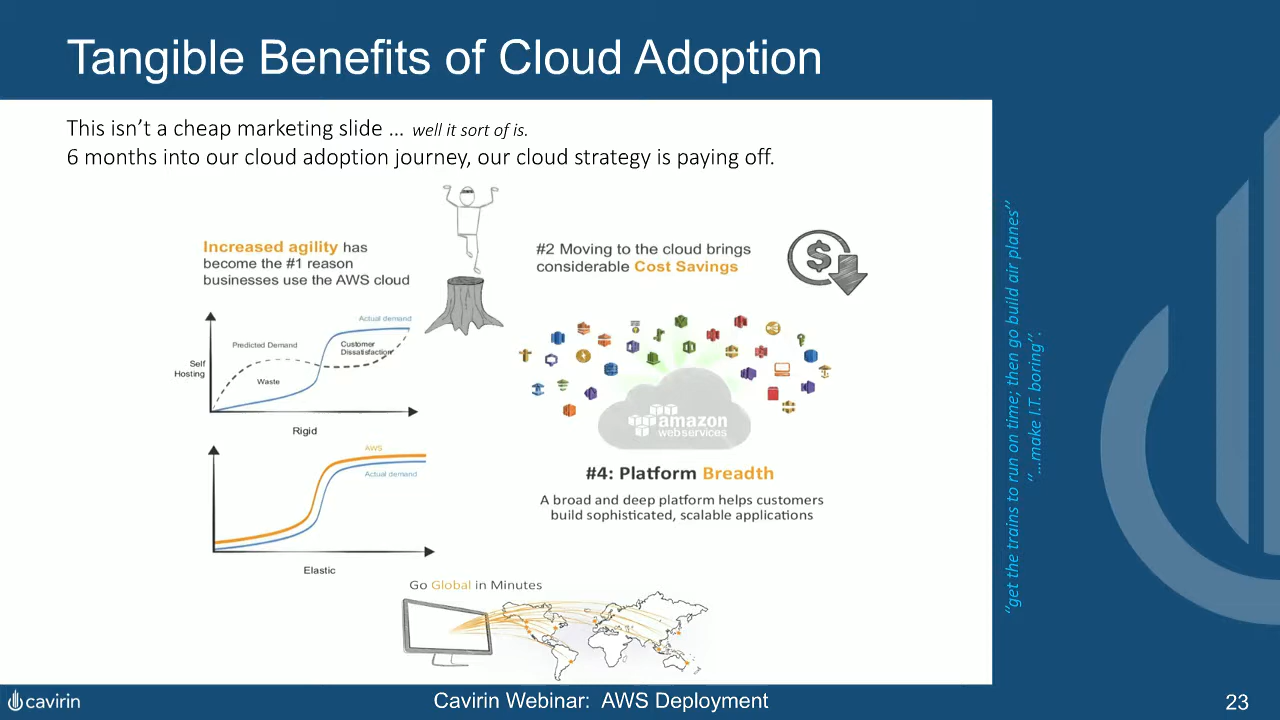 Tangible Benefits of Cloud Adoption
This isn't a cheap marketing slide … well it sort of is.
6 months into our cloud adoption journey, our cloud strategy is paying off.
Increased agility has
become the #1 reason
businesses use the AWS cloud
#2 Moving to the cloud brings
considerable Cost Savings
$
Actual demand
Predicted Demand
Customer
Dissatisfaction
Self
Hosting
Waste
Rigid
AWS
Actual demand
Elastic
amazon
webservices
#4: Platform Breadth
A broad and deep platform helps customers
build sophisticated, scalable applications
Go Global in Minutes
"get the trains to run on time; then go build air planes"
"…make I.T. boring".
cavirin
Cavirin Webinar: AWS Deployment
23